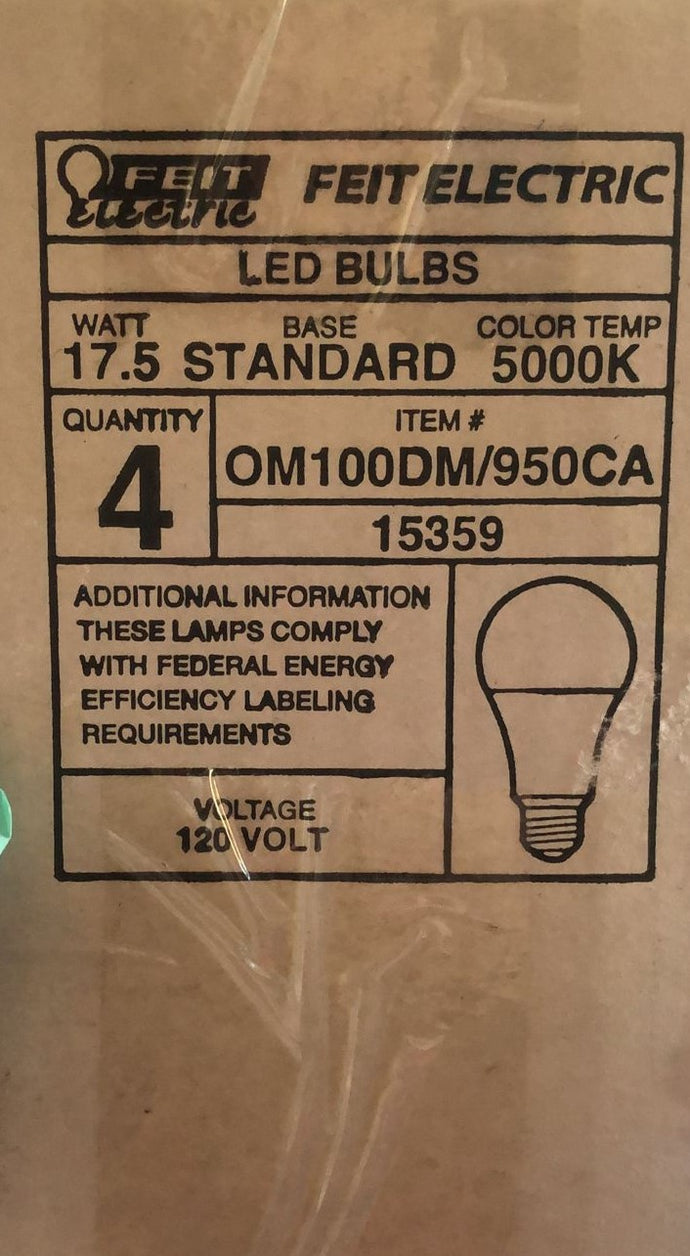 FEIT
Electric
FEIT ELECTRIC
LED BULBS
WATT BASE COLOR TEMP
17.5 STANDARD 5000K
QUANTITY
4
ITEM #
OM100DM/950CA
15359
ADDITIONAL INFORMATION
THESE LAMPS COMPLY
WITH FEDERAL ENERGY
EFFICIENCY LABELING
REQUIREMENTS
VOLTAGE
120 VOLT